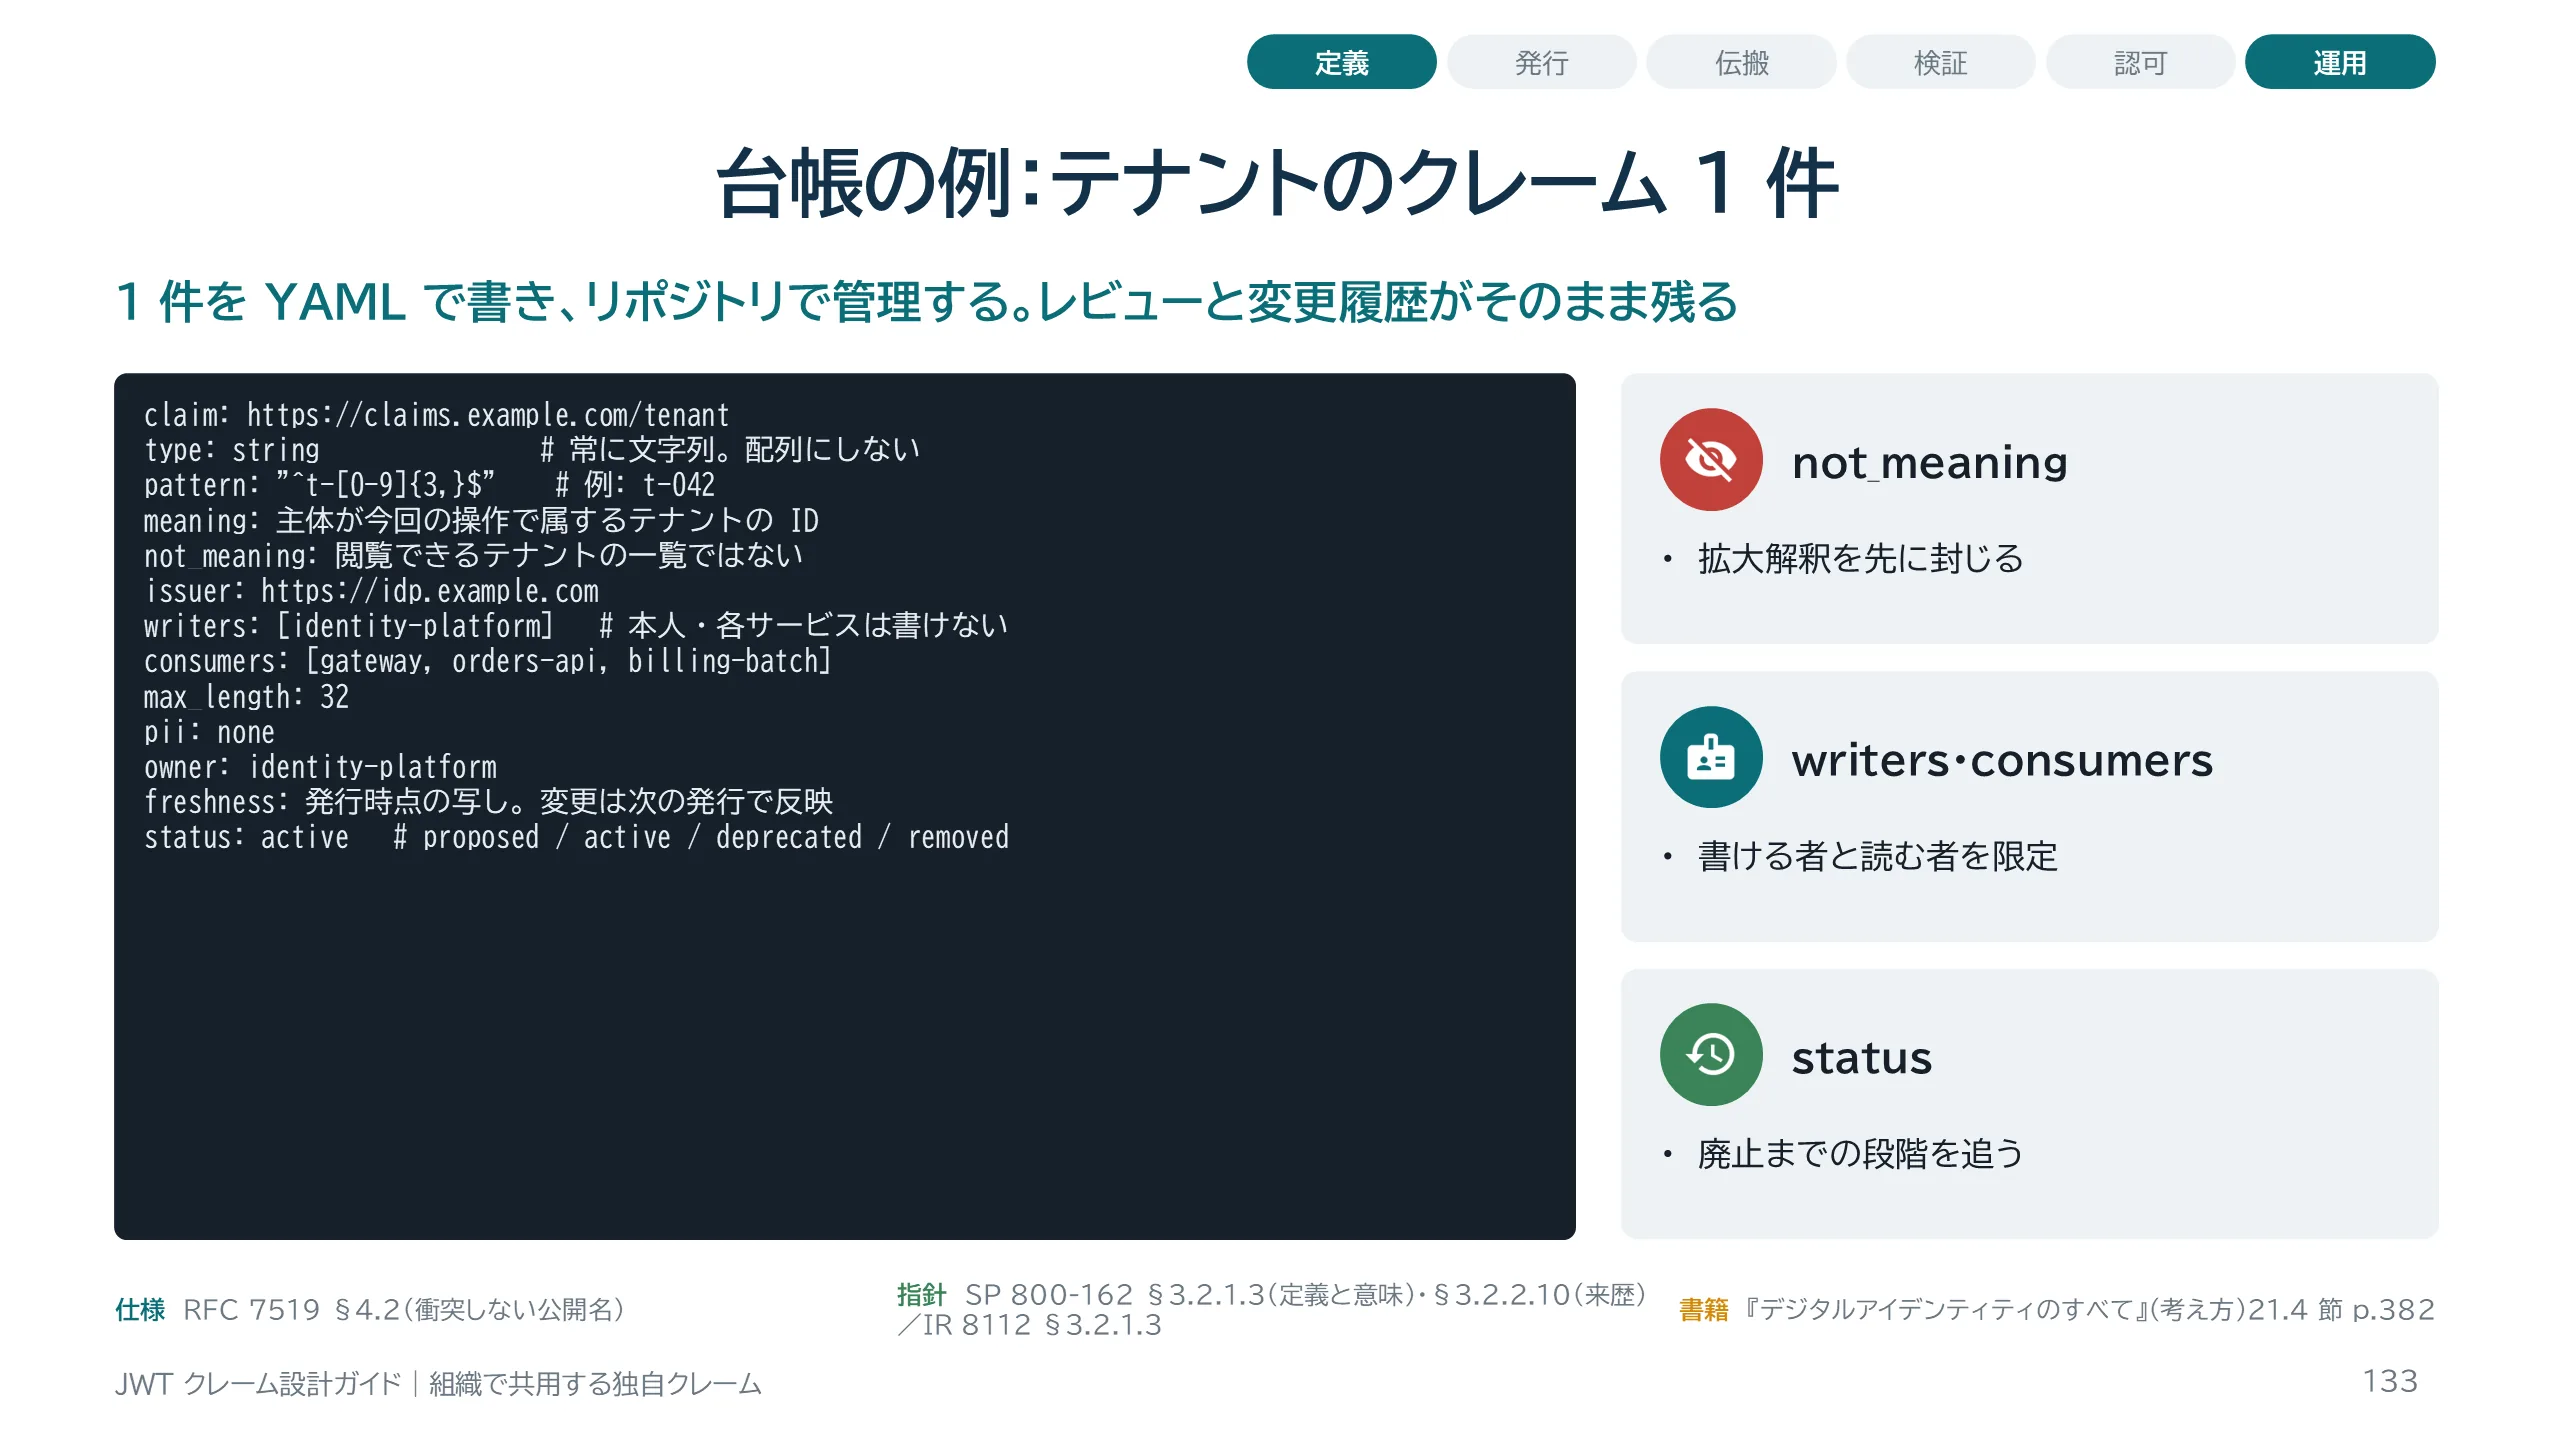 定義 発行 伝搬 検証 認可 運用
台帳の例：テナントのクレーム 1 件
1 件を YAML で書き、リポジトリで管理する。レビューと変更履歴がそのまま残る
claim: https://claims.example.com/tenant
type: string               # 常に文字列。配列にしない
pattern: ”^t-[0-9]{3,}$”    # 例: t-042
meaning: 主体が今回の操作で属するテナントの ID
not_meaning: 閲覧できるテナントの一覧ではない
issuer: https://idp.example.com
writers: [identity-platform]   # 本人・各サービスは書けない
consumers: [gateway, orders-api, billing-batch]
max_length: 32
pii: none
owner: identity-platform
freshness: 発行時点の写し。変更は次の発行で反映
status: active   # proposed / active / deprecated / removed
not_meaning
• 拡大解釈を先に封じる
writers・consumers
• 書ける者と読む者を限定
status
• 廃止までの段階を追う
仕様 RFC 7519 §4.2（衝突しない公開名）
指針 SP 800-162 §3.2.1.3（定義と意味）・§3.2.2.10（来歴）
／IR 8112 §3.2.1.3
書籍 『デジタルアイデンティティのすべて』（考え方）21.4 節 p.382
JWT クレーム設計ガイド｜組織で共用する独自クレーム
133